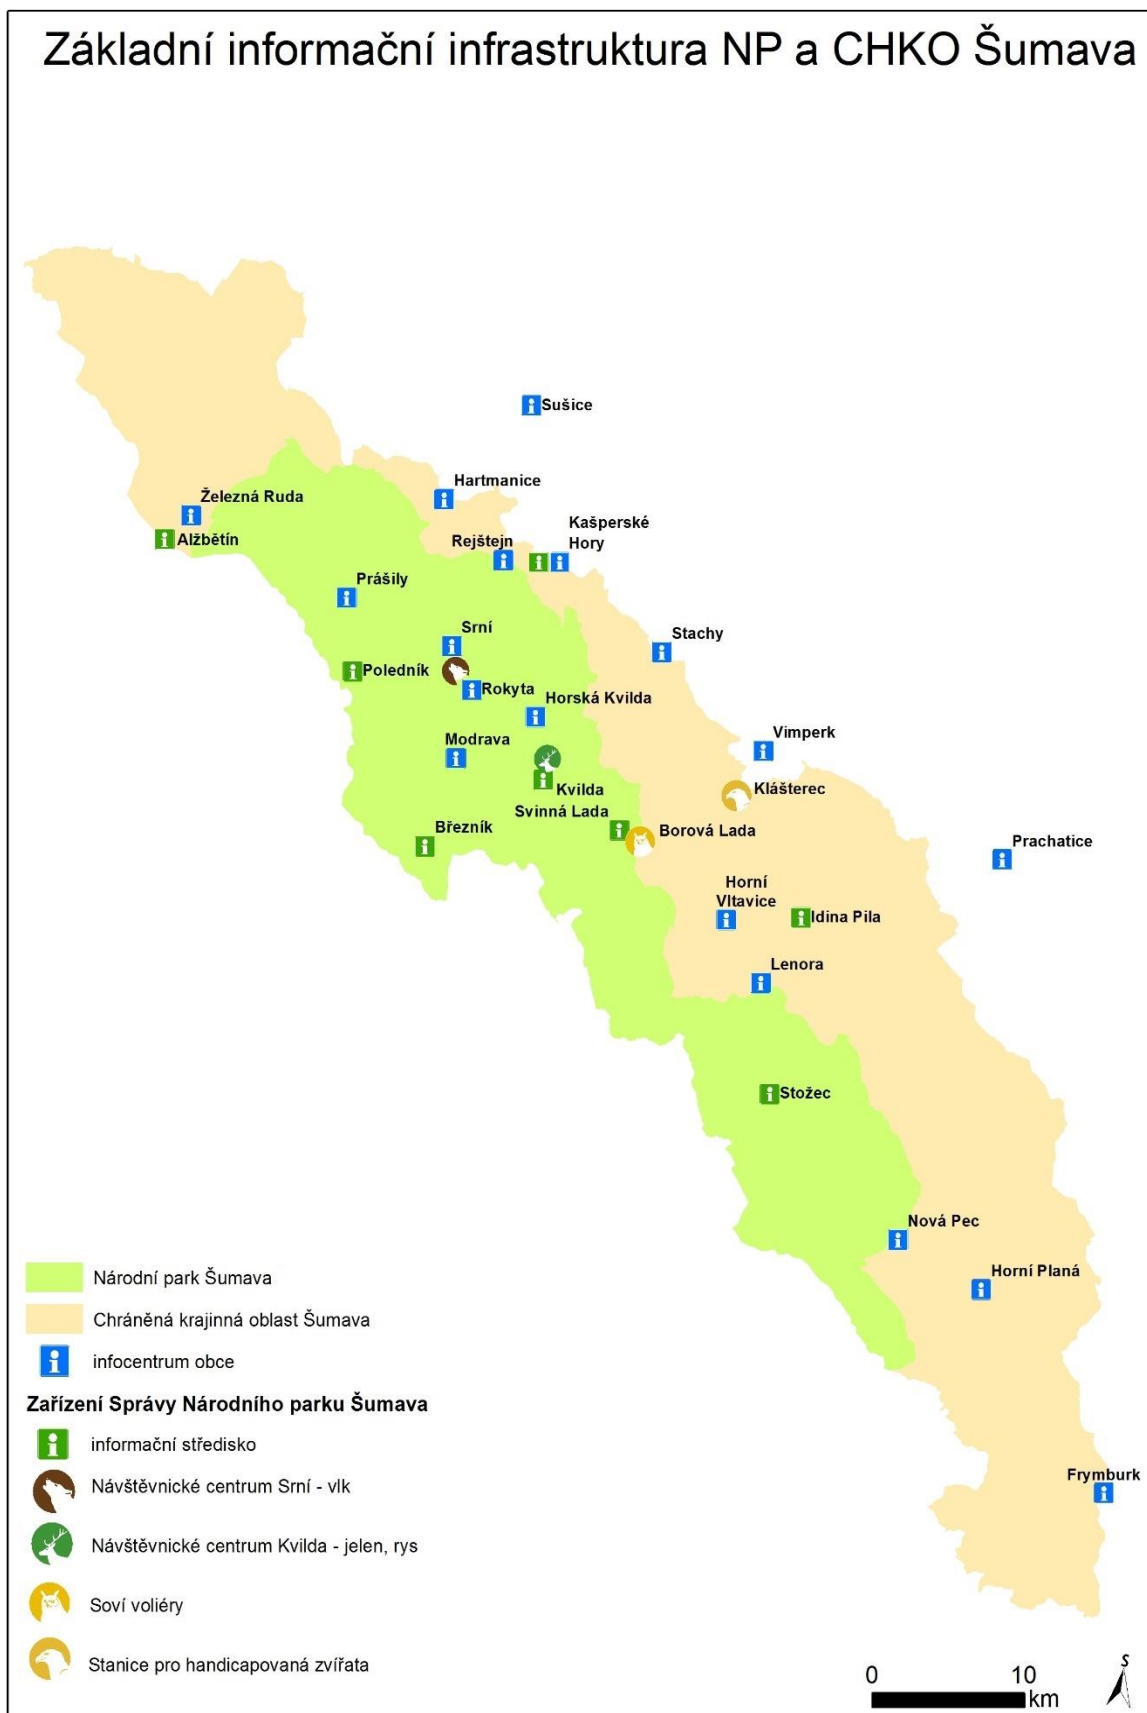 Základní informační infrastruktura NP a CHKO Šumava
Sušice
Hartmanice
Železná Ruda
Kašperské
Hory
Rejštejn
Alžbětín
Prášily
Srní
Stachy
Poledník
Rokyta
Horská Kvilda
Modrava
Vimperk
Kvilda
Klášterec
Svinná Lada
Březník
Borová Lada
Prachatice
Horní
Vltavice
Idina Pila
Lenora
Stožec
Nová Pec
Horní Planá
Frymburk
Národní park Šumava
Chráněná krajinná oblast Šumava
infocentrum obce
Zařízení Správy Národního parku Šumava
informační středisko
Návštěvnické centrum Srní - vlk
Návštěvnické centrum Kvilda - jelen, rys
Soví voliéry
Stanice pro handicapovaná zvířata
0 10
km
S